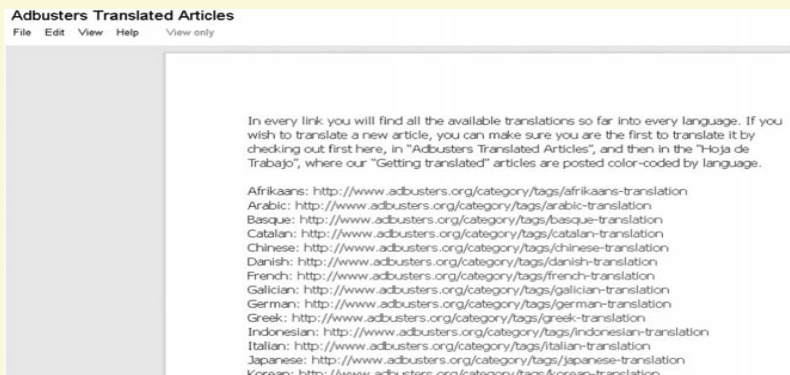 Adbusters Translated Articles
File Edit View Help View only
In every link you will find all the available translations so far into every language. If you
wish to translate a new article, you can make sure you are the first to translate it by
checking out first here, in "Adbusters Translated Articles", and then in the "Hoja de
Trabajo", where our "Getting translated" articles are posted color-coded by language.
Afrikaans: http://www.adbusters.org/category/tags/afrikaans-translation
Arabic: http://www.adbusters.org/category/tags/arabic-translation
Basque: http://www.adbusters.org/category/tags/basque-translation
Catalan: http://www.adbusters.org/category/tags/catalan-translation
Chinese: http://www.adbusters.org/category/tags/chinese-translation
Danish: http://www.adbusters.org/category/tags/danish-translation
French: http://www.adbusters.org/category/tags/french-translation
Galician: http://www.adbusters.org/category/tags/galician-translation
German: http://www.adbusters.org/category/tags/german-translation
Greek: http://www.adbusters.org/category/tags/greek-translation
Indonesian: http://www.adbusters.org/category/tags/indonesian-translation
Italian: http://www.adbusters.org/category/tags/italian-translation
Japanese: http://www.adbusters.org/category/tags/japanese-translation
Korean: http://www.adbusters.org/category/tags/korean-translation